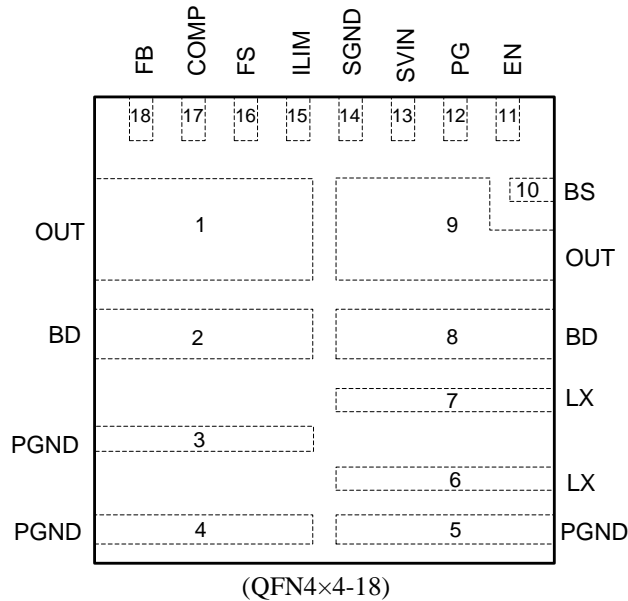 FB COMP FS ILIM SGND SVIN PG EN
18 17 16 15 14 13 12 11
10 BS
OUT 1 9
OUT
BD 2 8 BD
7 LX
PGND 3
6 LX
PGND 4 5 PGND
(QFN4×4-18)